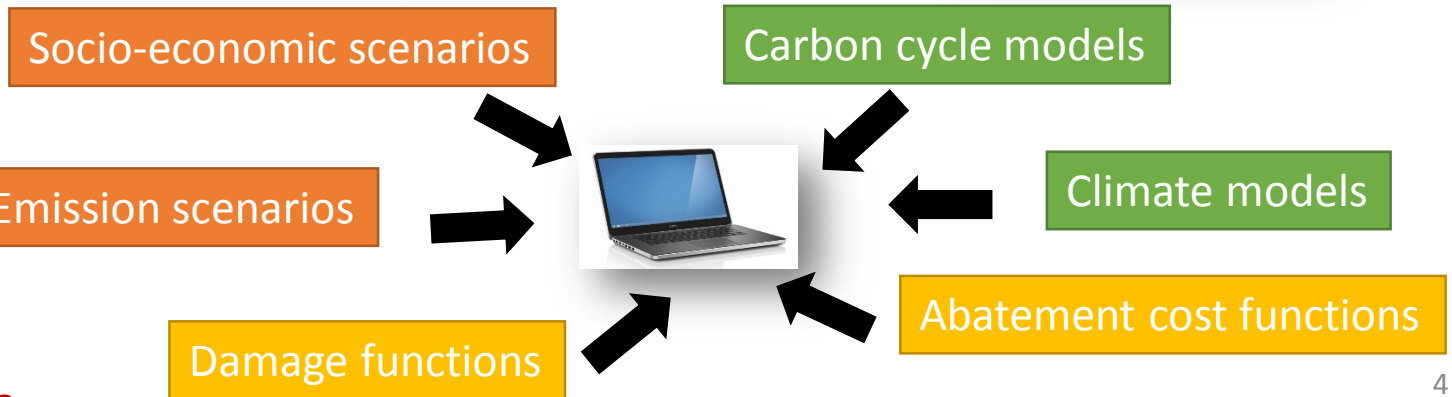 Socio-economic scenarios
Carbon cycle models
Emission scenarios
Climate models
Abatement cost functions
Damage functions
4